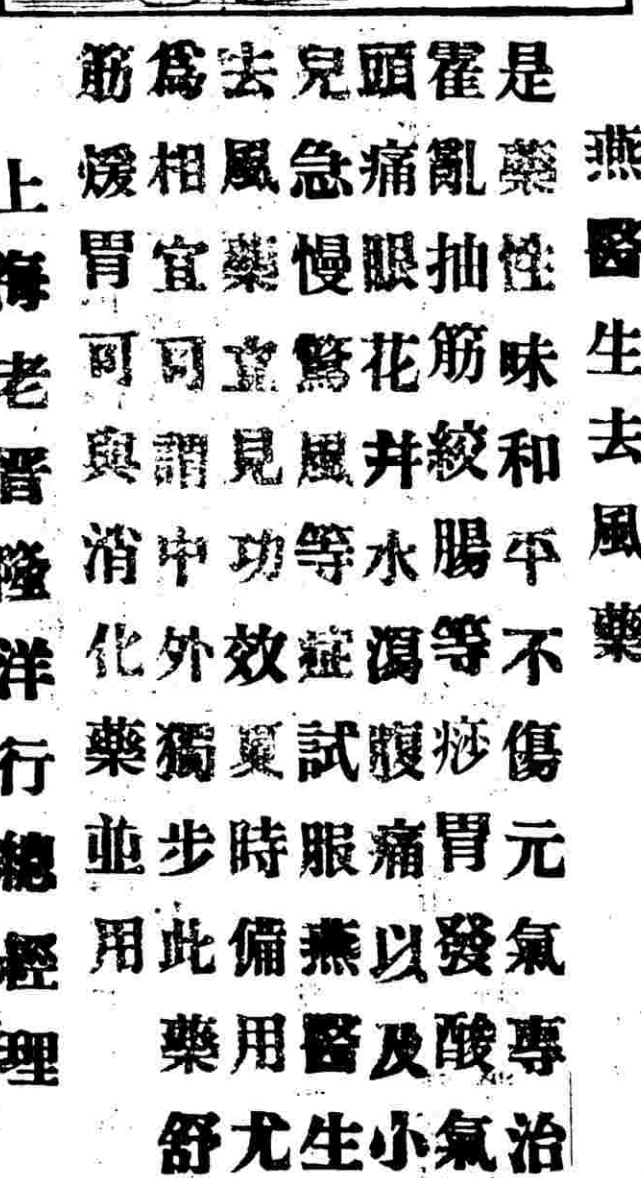 燕醫生去風藥
是藥性味和平不傷元氣專治
霍亂抽筋絞腸等痧胃發酸氣
頭痛眼花井水瀉腹痛以及小
兒急慢驚風等症試服燕醫生
去風藥立見功效夏時備用尤
爲相宜可謂中外獨步此藥舒
筋煖胃可與消化藥並用
上海老晋隆洋行總經理